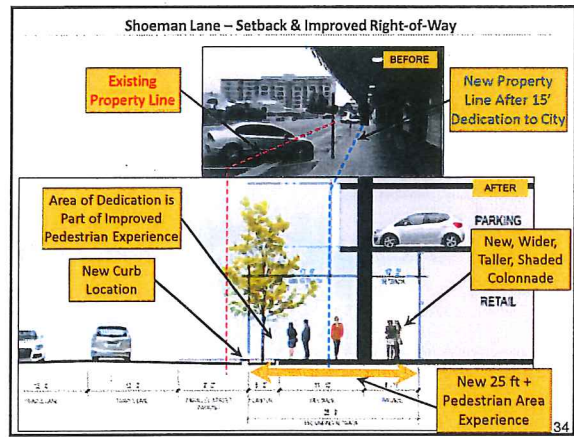 Shoeman Lane – Setback & Improved Right-of-Way
BEFORE
Existing
Property Line
New Property
Line After 15'
Dedication to City
AFTER
Area of Dedication is
Part of Improved
Pedestrian Experience
PARKING
New, Wider,
Taller, Shaded
Colonnade
New Curb
Location
RETAIL
New 25 ft +
Pedestrian Area
Experience
34